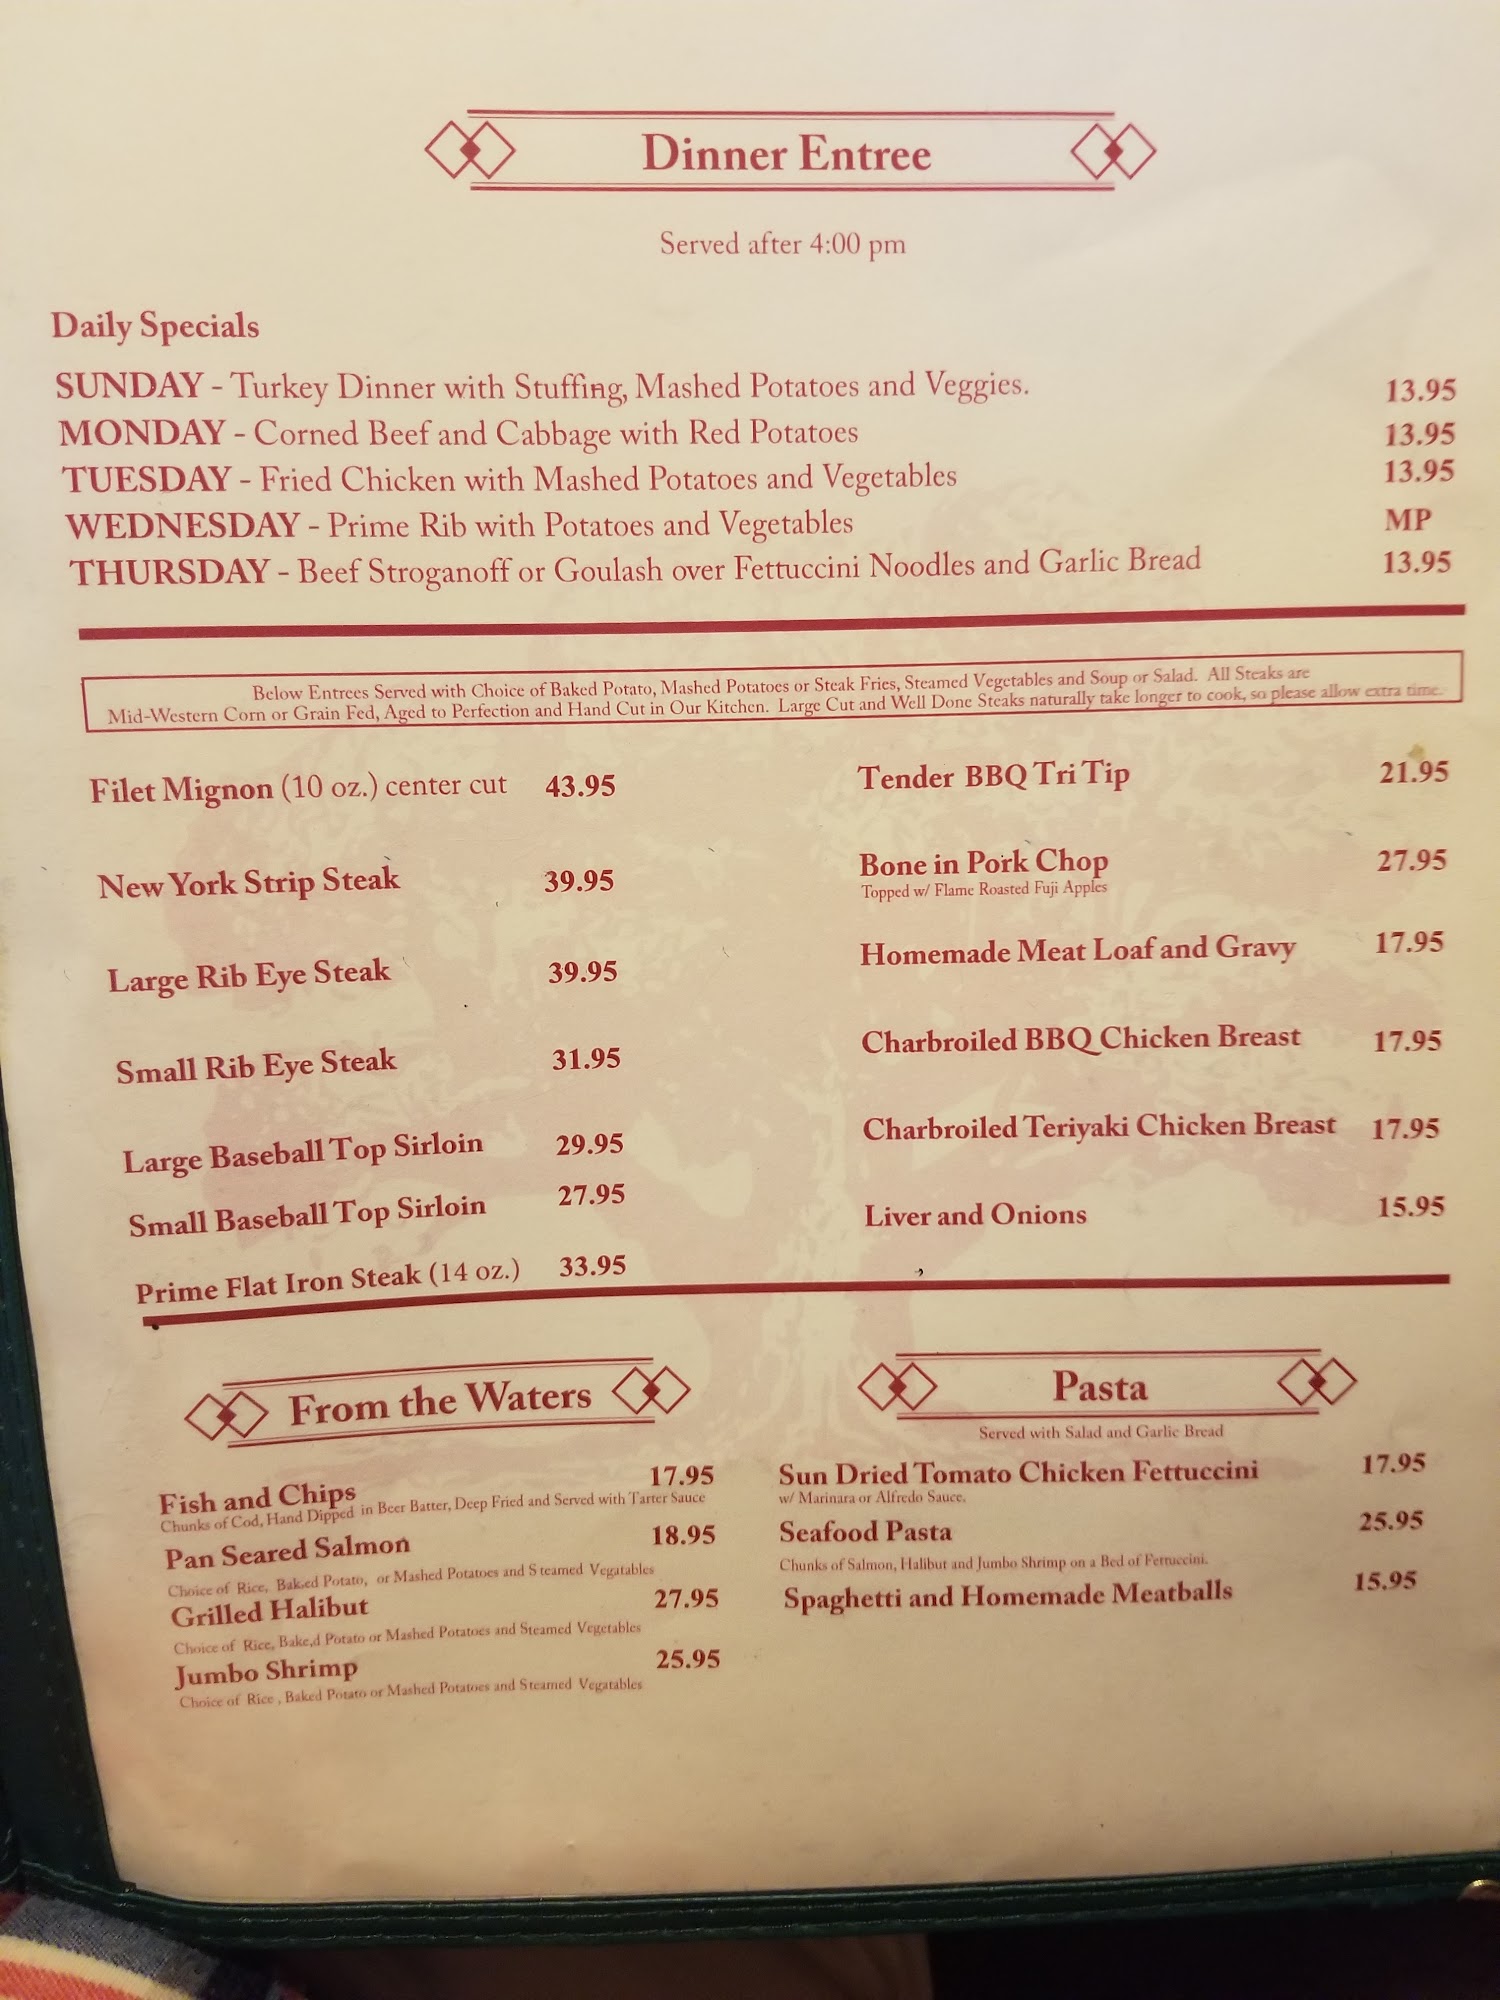 Dinner Entree
Served after 4:00 pm
Daily Specials
SUNDAY - Turkey Dinner with Stuffing, Mashed Potatoes and Veggies. 13.95
MONDAY - Corned Beef and Cabbage with Red Potatoes 13.95
TUESDAY - Fried Chicken with Mashed Potatoes and Vegetables 13.95
WEDNESDAY - Prime Rib with Potatoes and Vegetables MP
THURSDAY - Beef Stroganoff or Goulash over Fettuccini Noodles and Garlic Bread 13.95
Below Entrees Served with Choice of Baked Potato, Mashed Potatoes or Steak Fries, Steamed Vegetables and Soup or Salad. All Steaks are
Mid-Western Corn or Grain Fed, Aged to Perfection and Hand Cut in Our Kitchen. Large Cut and Well Done Steaks naturally take longer to cook, so please allow extra time.
Filet Mignon (10 oz.) center cut 43.95
New York Strip Steak 39.95
Large Rib Eye Steak 39.95
Small Rib Eye Steak 31.95
Large Baseball Top Sirloin 29.95
Small Baseball Top Sirloin 27.95
Prime Flat Iron Steak (14 oz.) 33.95
Tender BBQ Tri Tip 21.95
Bone in Pork Chop 27.95
Topped w/ Flame Roasted Fuji Apples
Homemade Meat Loaf and Gravy 17.95
Charbroiled BBQ Chicken Breast 17.95
Charbroiled Teriyaki Chicken Breast 17.95
Liver and Onions 15.95
From the Waters
Fish and Chips 17.95
Chunks of Cod, Hand Dipped in Beer Batter, Deep Fried and Served with Tarter Sauce
Pan Seared Salmon 18.95
Choice of Rice, Baked Potato, or Mashed Potatoes and Steamed Vegatables
Grilled Halibut 27.95
Choice of Rice, Bake,d Potato or Mashed Potatoes and Steamed Vegetables
Jumbo Shrimp 25.95
Choice of Rice , Baked Potato or Mashed Potatoes and Steamed Vegatables
Pasta
Served with Salad and Garlic Bread
Sun Dried Tomato Chicken Fettuccini 17.95
w/ Marinara or Alfredo Sauce.
Seafood Pasta 25.95
Chunks of Salmon, Halibut and Jumbo Shrimp on a Bed of Fettuccini.
Spaghetti and Homemade Meatballs 15.95